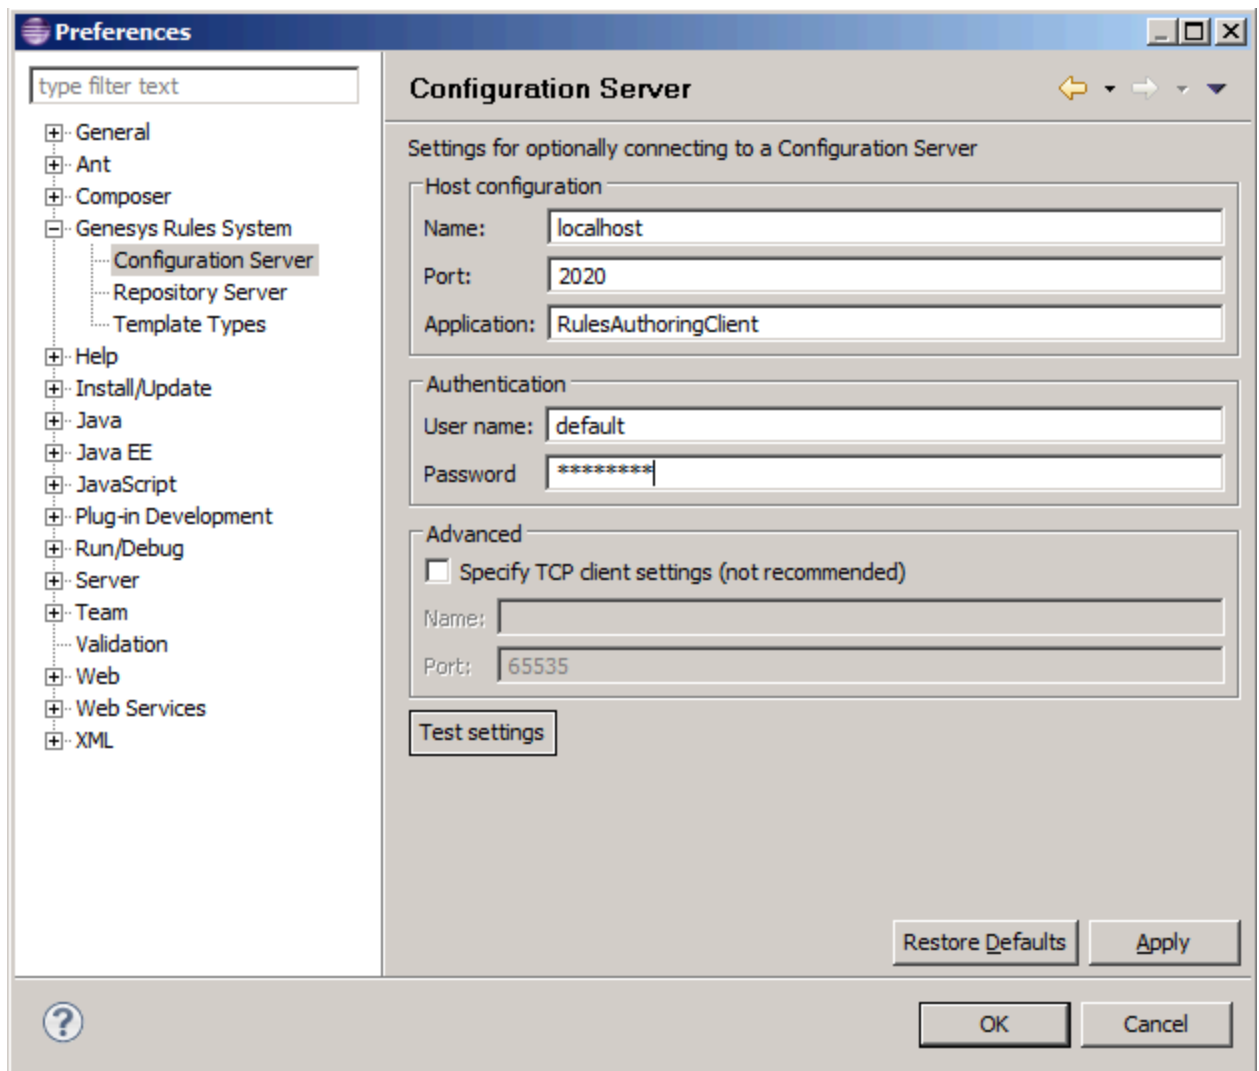 Preferences
type filter text
General
Ant
Composer
Genesys Rules System
Configuration Server
Repository Server
Template Types
Help
Install/Update
Java
Java EE
JavaScript
Plug-in Development
Run/Debug
Server
Team
Validation
Web
Web Services
XML
Configuration Server
Settings for optionally connecting to a Configuration Server
Host configuration
Name: localhost
Port: 2020
Application: RulesAuthoringClient
Authentication
User name: default
Password ********
Advanced
Specify TCP client settings (not recommended)
Name:
Port: 65535
Test settings
Restore Defaults Apply
? OK Cancel